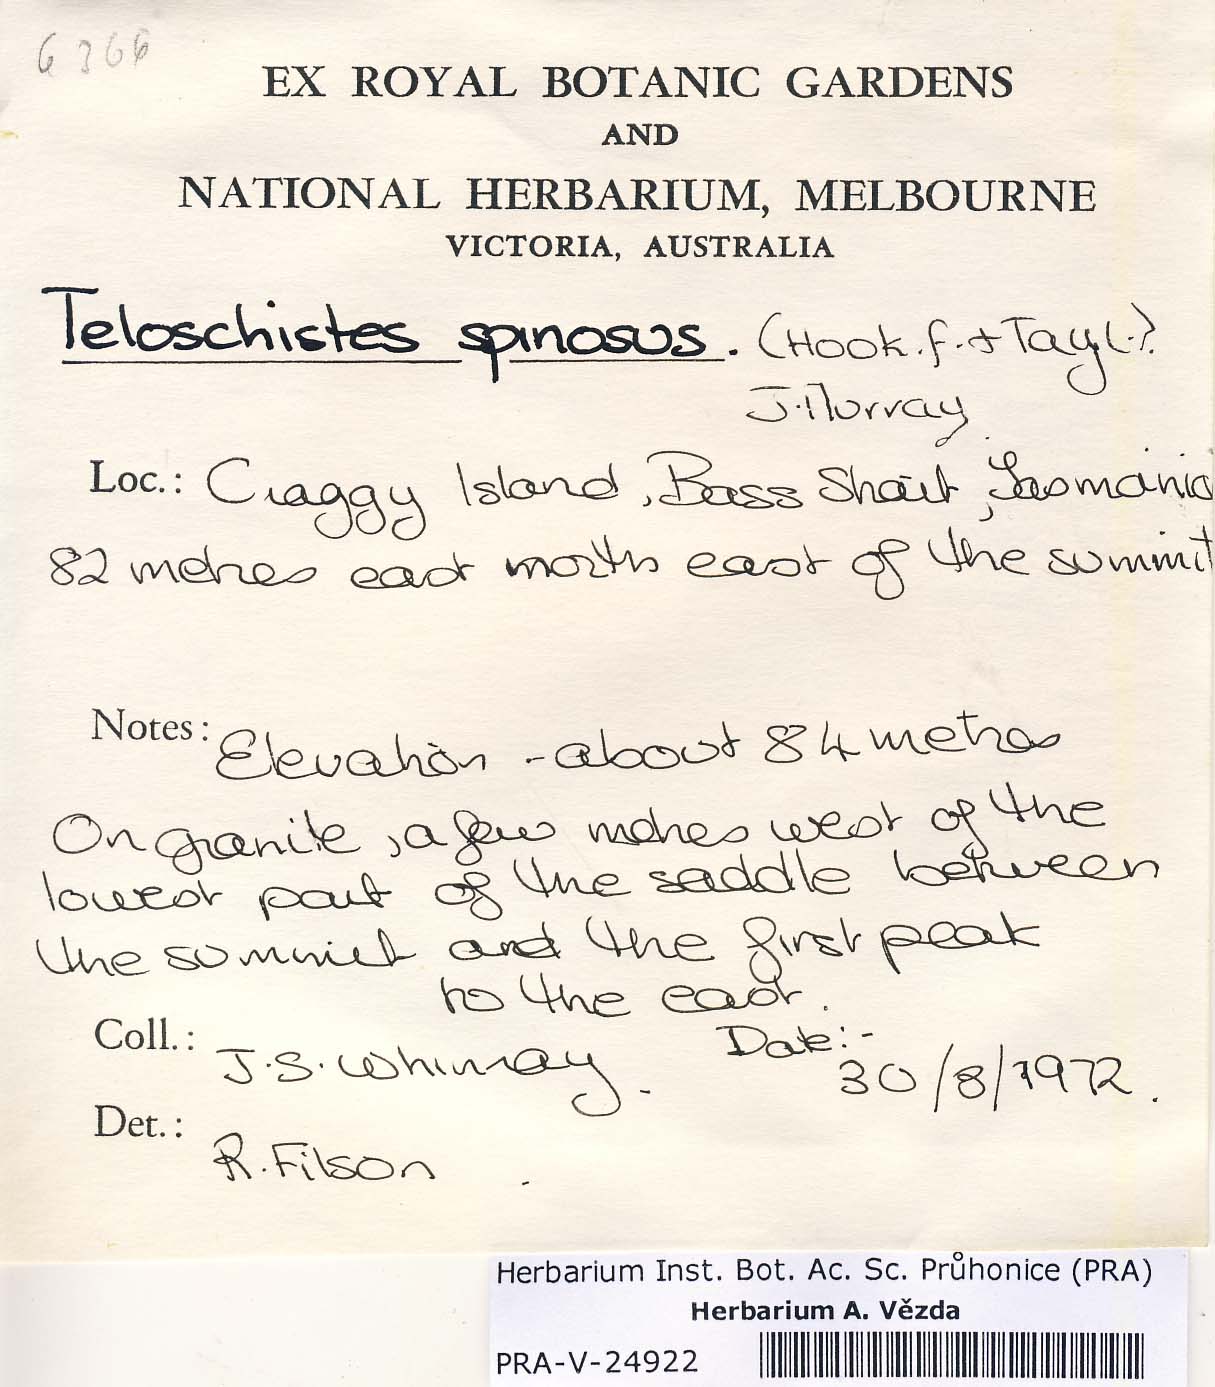 6366
EX ROYAL BOTANIC GARDENS
AND
NATIONAL HERBARIUM, MELBOURNE
VICTORIA, AUSTRALIA
Teloschistes spinosus. (Hook.f. + Tayl.)
J. Murray
Loc.: Craggy Island, Bass Strait, Tasmania
82 metres east north east of the summit
Notes: Elevation - about 84 metres
On granite, a few metres west of the
lowest part of the saddle between
the summit and the first peak
to the east.
Coll.: J.S. Whinray. Date:- 30/8/1972.
Det.: R. Filson.
Herbarium Inst. Bot. Ac. Sc. Průhonice (PRA)
Herbarium A. Vězda
PRA-V-24922